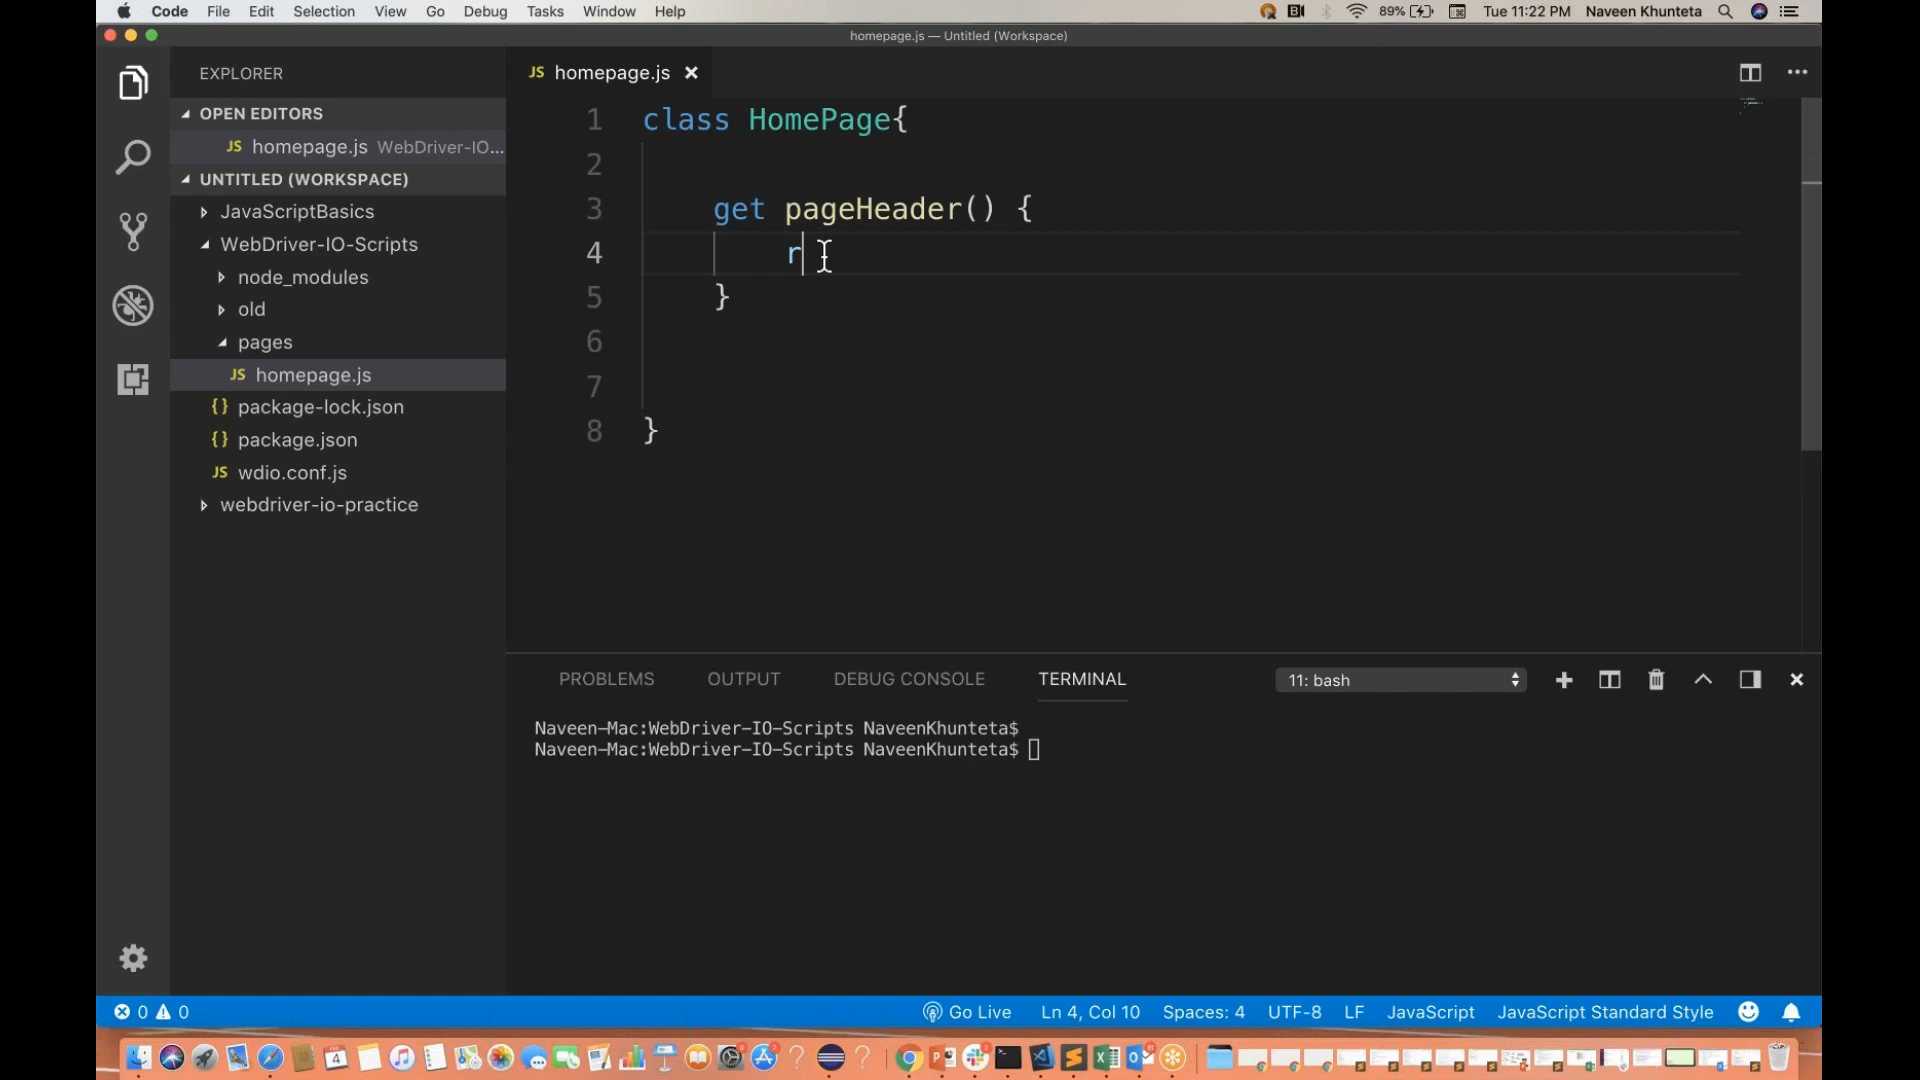 Code File Edit Selection View Go Debug Tasks Window Help 89% Tue 11:22 PM Naveen Khunteta
homepage.js — Untitled (Workspace)
EXPLORER
OPEN EDITORS
JS homepage.js WebDriver-IO...
UNTITLED (WORKSPACE)
JavaScriptBasics
WebDriver-IO-Scripts
node_modules
old
pages
JS homepage.js
{} package-lock.json
{} package.json
JS wdio.conf.js
webdriver-io-practice
JS homepage.js
1 class HomePage{
2
3 get pageHeader() {
4 r
5 }
6
7
8 }
PROBLEMS OUTPUT DEBUG CONSOLE TERMINAL 11: bash
Naveen-Mac:WebDriver-IO-Scripts NaveenKhunteta$
Naveen-Mac:WebDriver-IO-Scripts NaveenKhunteta$
0 0 Go Live Ln 4, Col 10 Spaces: 4 UTF-8 LF JavaScript JavaScript Standard Style